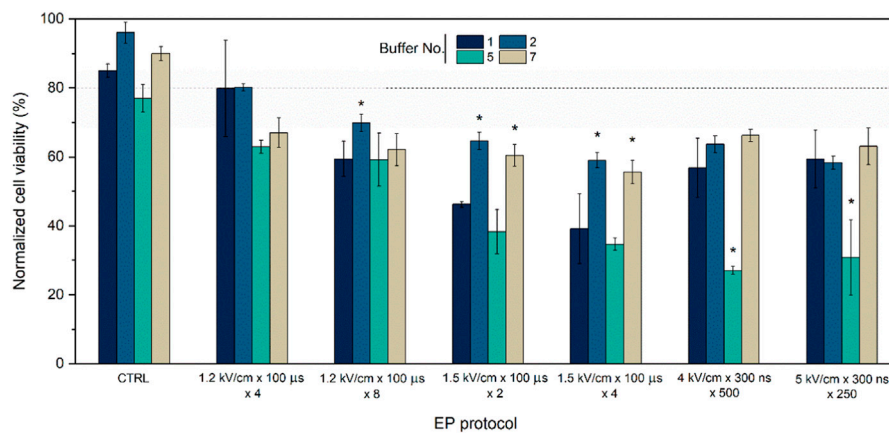 Buffer No.
1
2
5
7
Normalized cell viability (%)
100
80
60
40
20
0
*
*
*
*
*
*
*
CTRL
1.2 kV/cm x 100 µs
x 4
1.2 kV/cm x 100 µs
x 8
1.5 kV/cm x 100 µs
x 2
1.5 kV/cm x 100 µs
x 4
4 kV/cm x 300 ns
x 500
5 kV/cm x 300 ns
x 250
EP protocol